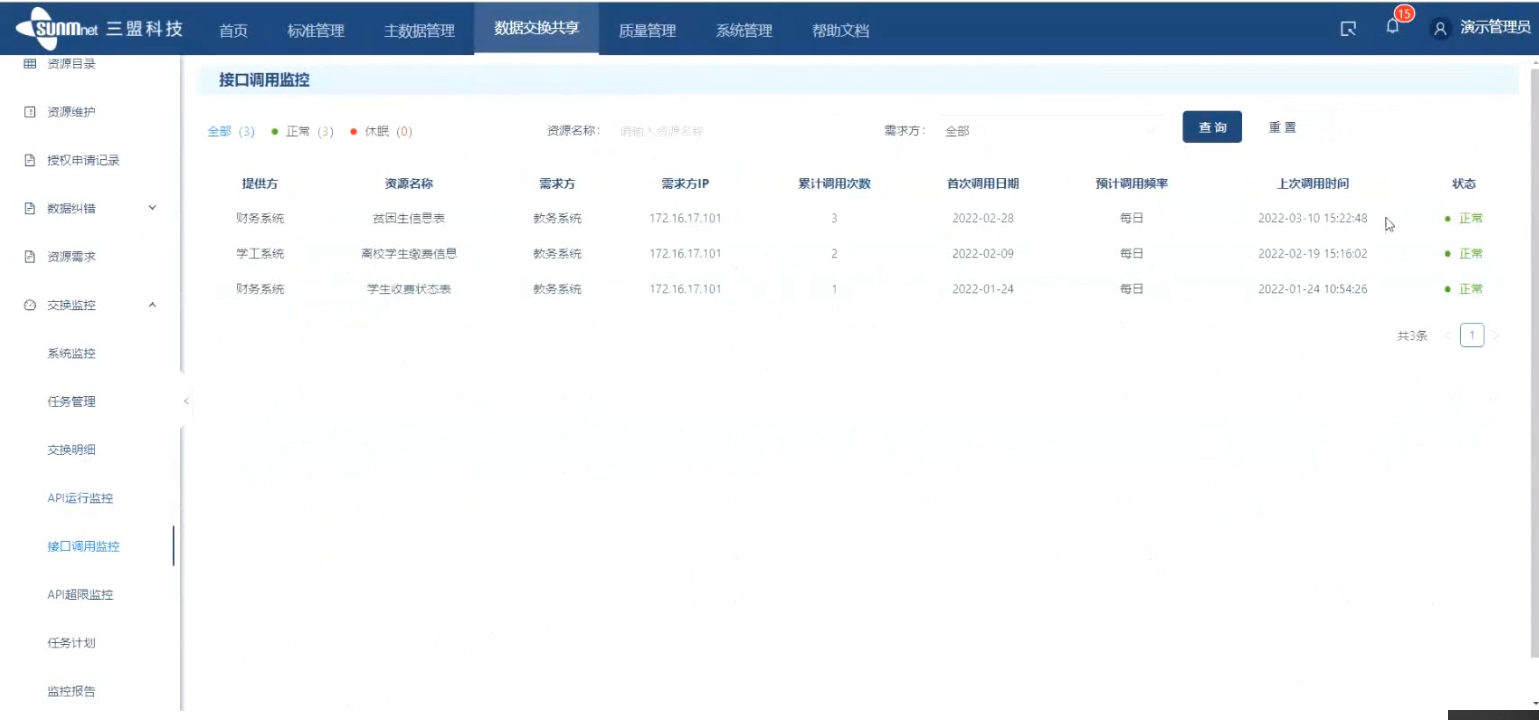 SUNMnet 三盟科技 首页 标准管理 主数据管理 数据交换共享 质量管理 系统管理 帮助文档 15 演示管理员
资源目录
资源维护
授权申请记录
数据纠错
资源需求
交换监控
系统监控
任务管理
交换明细
API运行监控
接口调用监控
API超限监控
任务计划
监控报告
接口调用监控
全部 (3) 正常 (3) 休眠 (0) 资源名称: 请输入资源名称 需求方: 全部 查询 重置
提供方 资源名称 需求方 需求方IP 累计调用次数 首次调用日期 预计调用频率 上次调用时间 状态
财务系统 贫困生信息表 教务系统 172.16.17.101 3 2022-02-28 每日 2022-03-10 15:22:48 正常
学工系统 离校学生缴费信息 教务系统 172.16.17.101 2 2022-02-09 每日 2022-02-19 15:16:02 正常
财务系统 学生收费状态表 教务系统 172.16.17.101 1 2022-01-24 每日 2022-01-24 10:54:26 正常
共3条 < 1 >